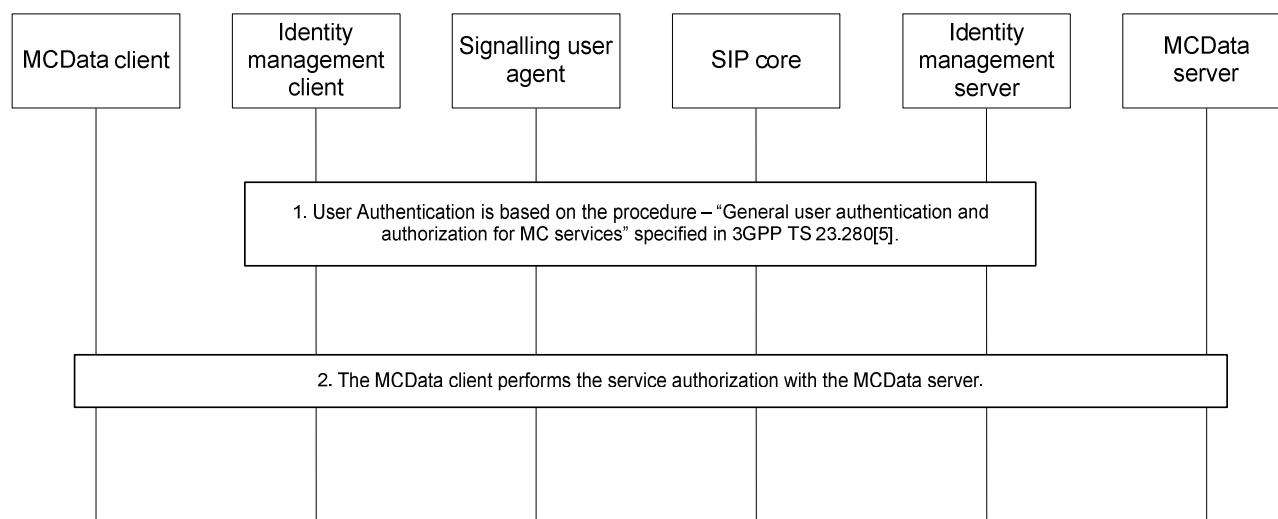 MCData client
Identity
management
client
Signalling user
agent
SIP core
Identity
management
server
MCData
server
1. User Authentication is based on the procedure – “General user authentication and
authorization for MC services” specified in 3GPP TS 23.280[5].
2. The MCData client performs the service authorization with the MCData server.